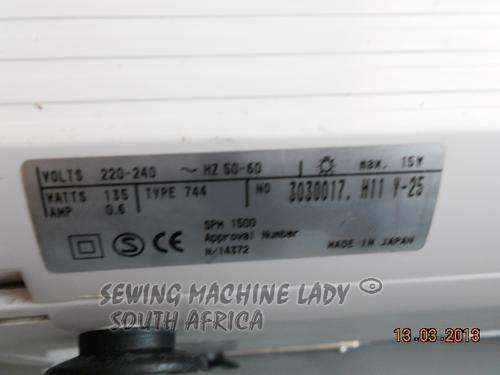 VOLTS 220-240 ~ HZ 50-60 Max. 15W
WATTS 135 TYPE 744 NO 3030017. H11 V-25
AMP 0.6
SPM 1500
Approval Number
N/14372
MADE IN JAPAN
S CE
SEWING MACHINE LADY ©
SOUTH AFRICA
13.03.2013